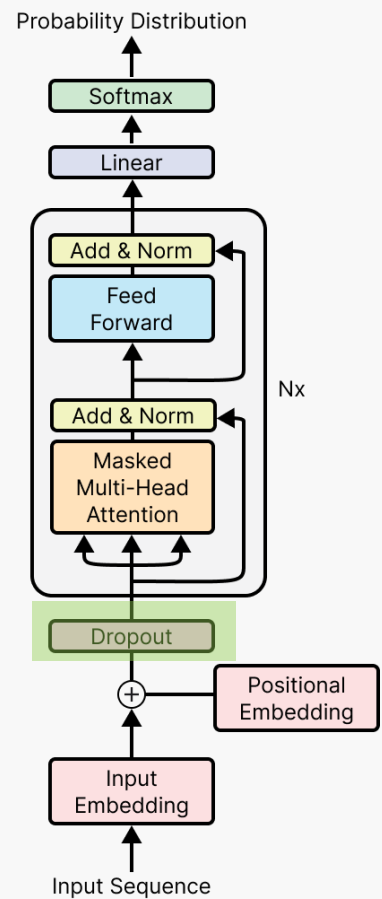 Probability Distribution
Softmax
Linear
Add & Norm
Feed
Forward
Nx
Add & Norm
Masked
Multi-Head
Attention
Dropout
Positional
Embedding
Input
Embedding
Input Sequence